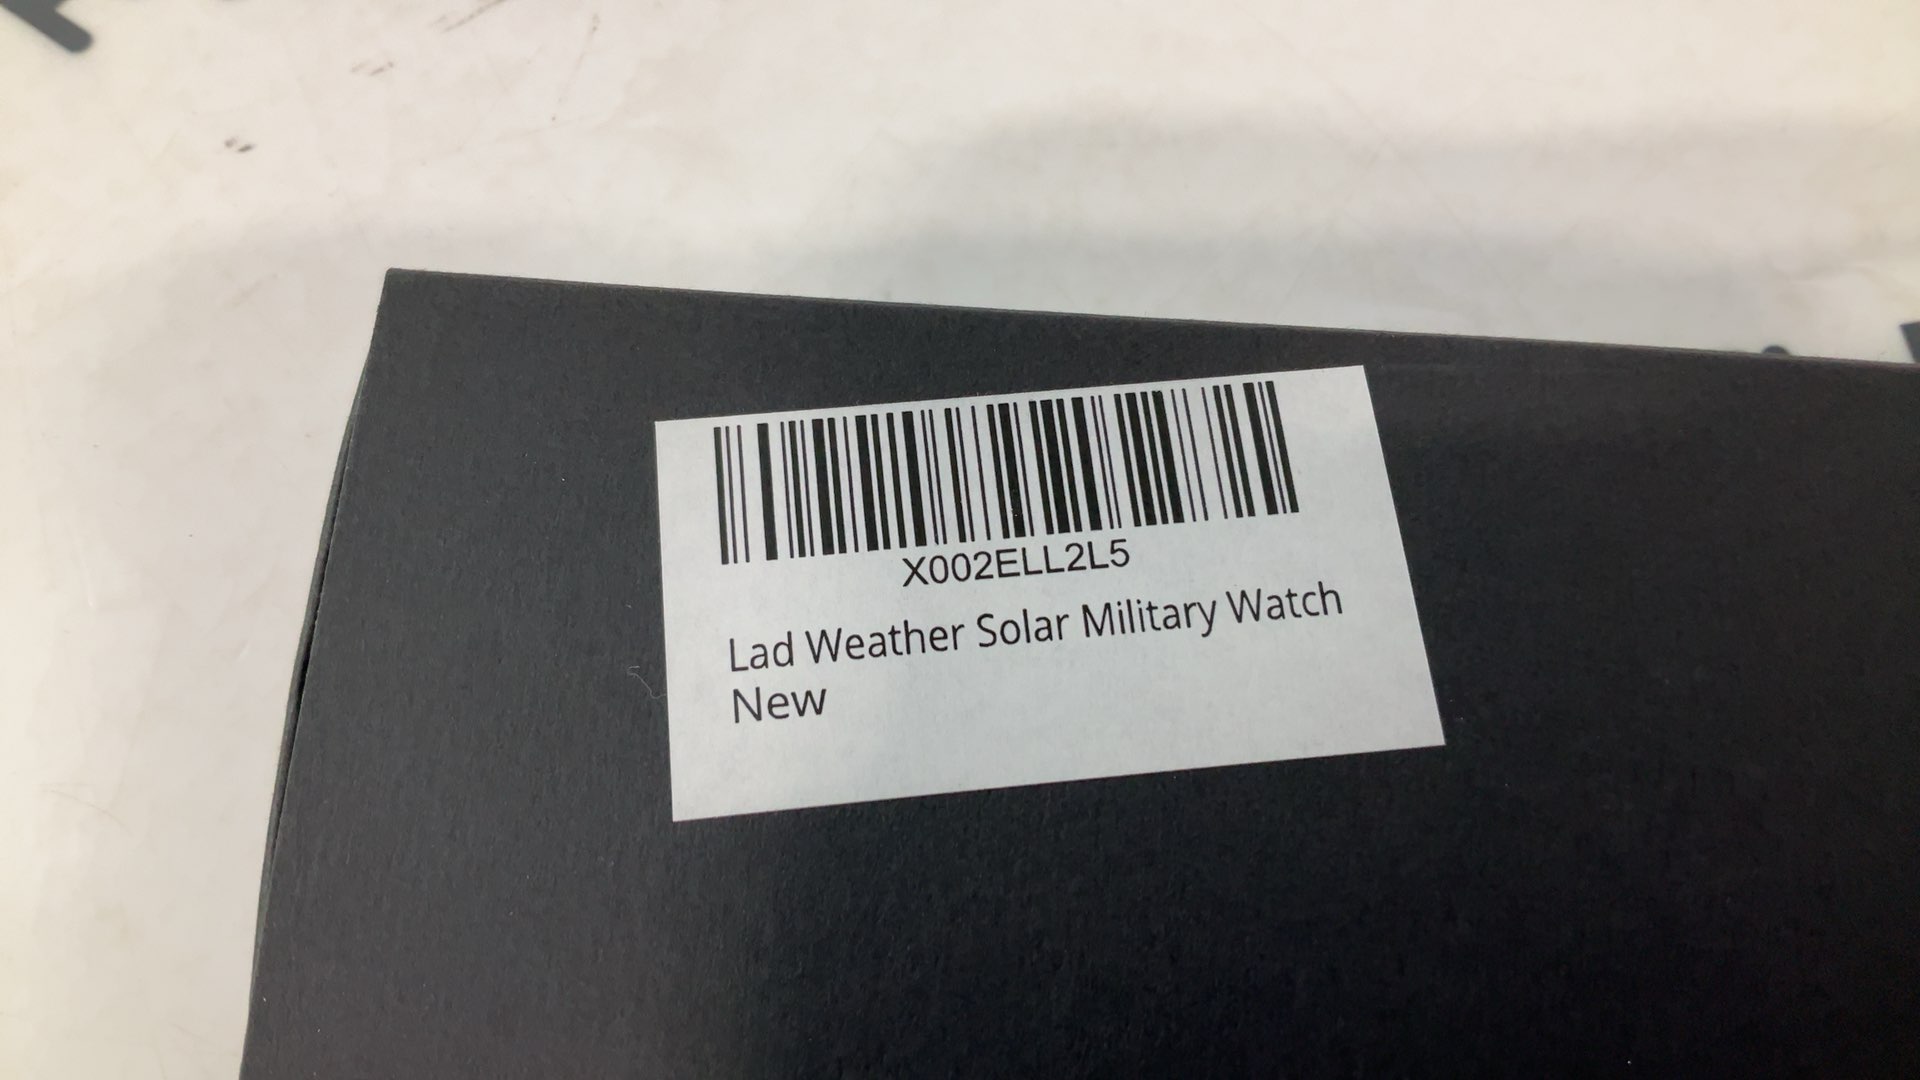 X002ELL2L5
Lad Weather Solar Military Watch
New